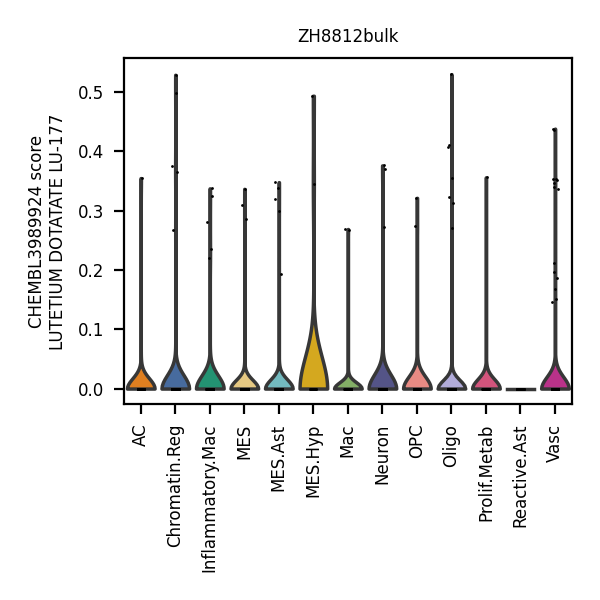 ZH8812bulk
CHEMBL3989924 score
LUTETIUM DOTATATE LU-177
0.5
0.4
0.3
0.2
0.1
0.0
AC
Chromatin.Reg
Inflammatory.Mac
MES
MES.Ast
MES.Hyp
Mac
Neuron
OPC
Oligo
Prolif.Metab
Reactive.Ast
Vasc